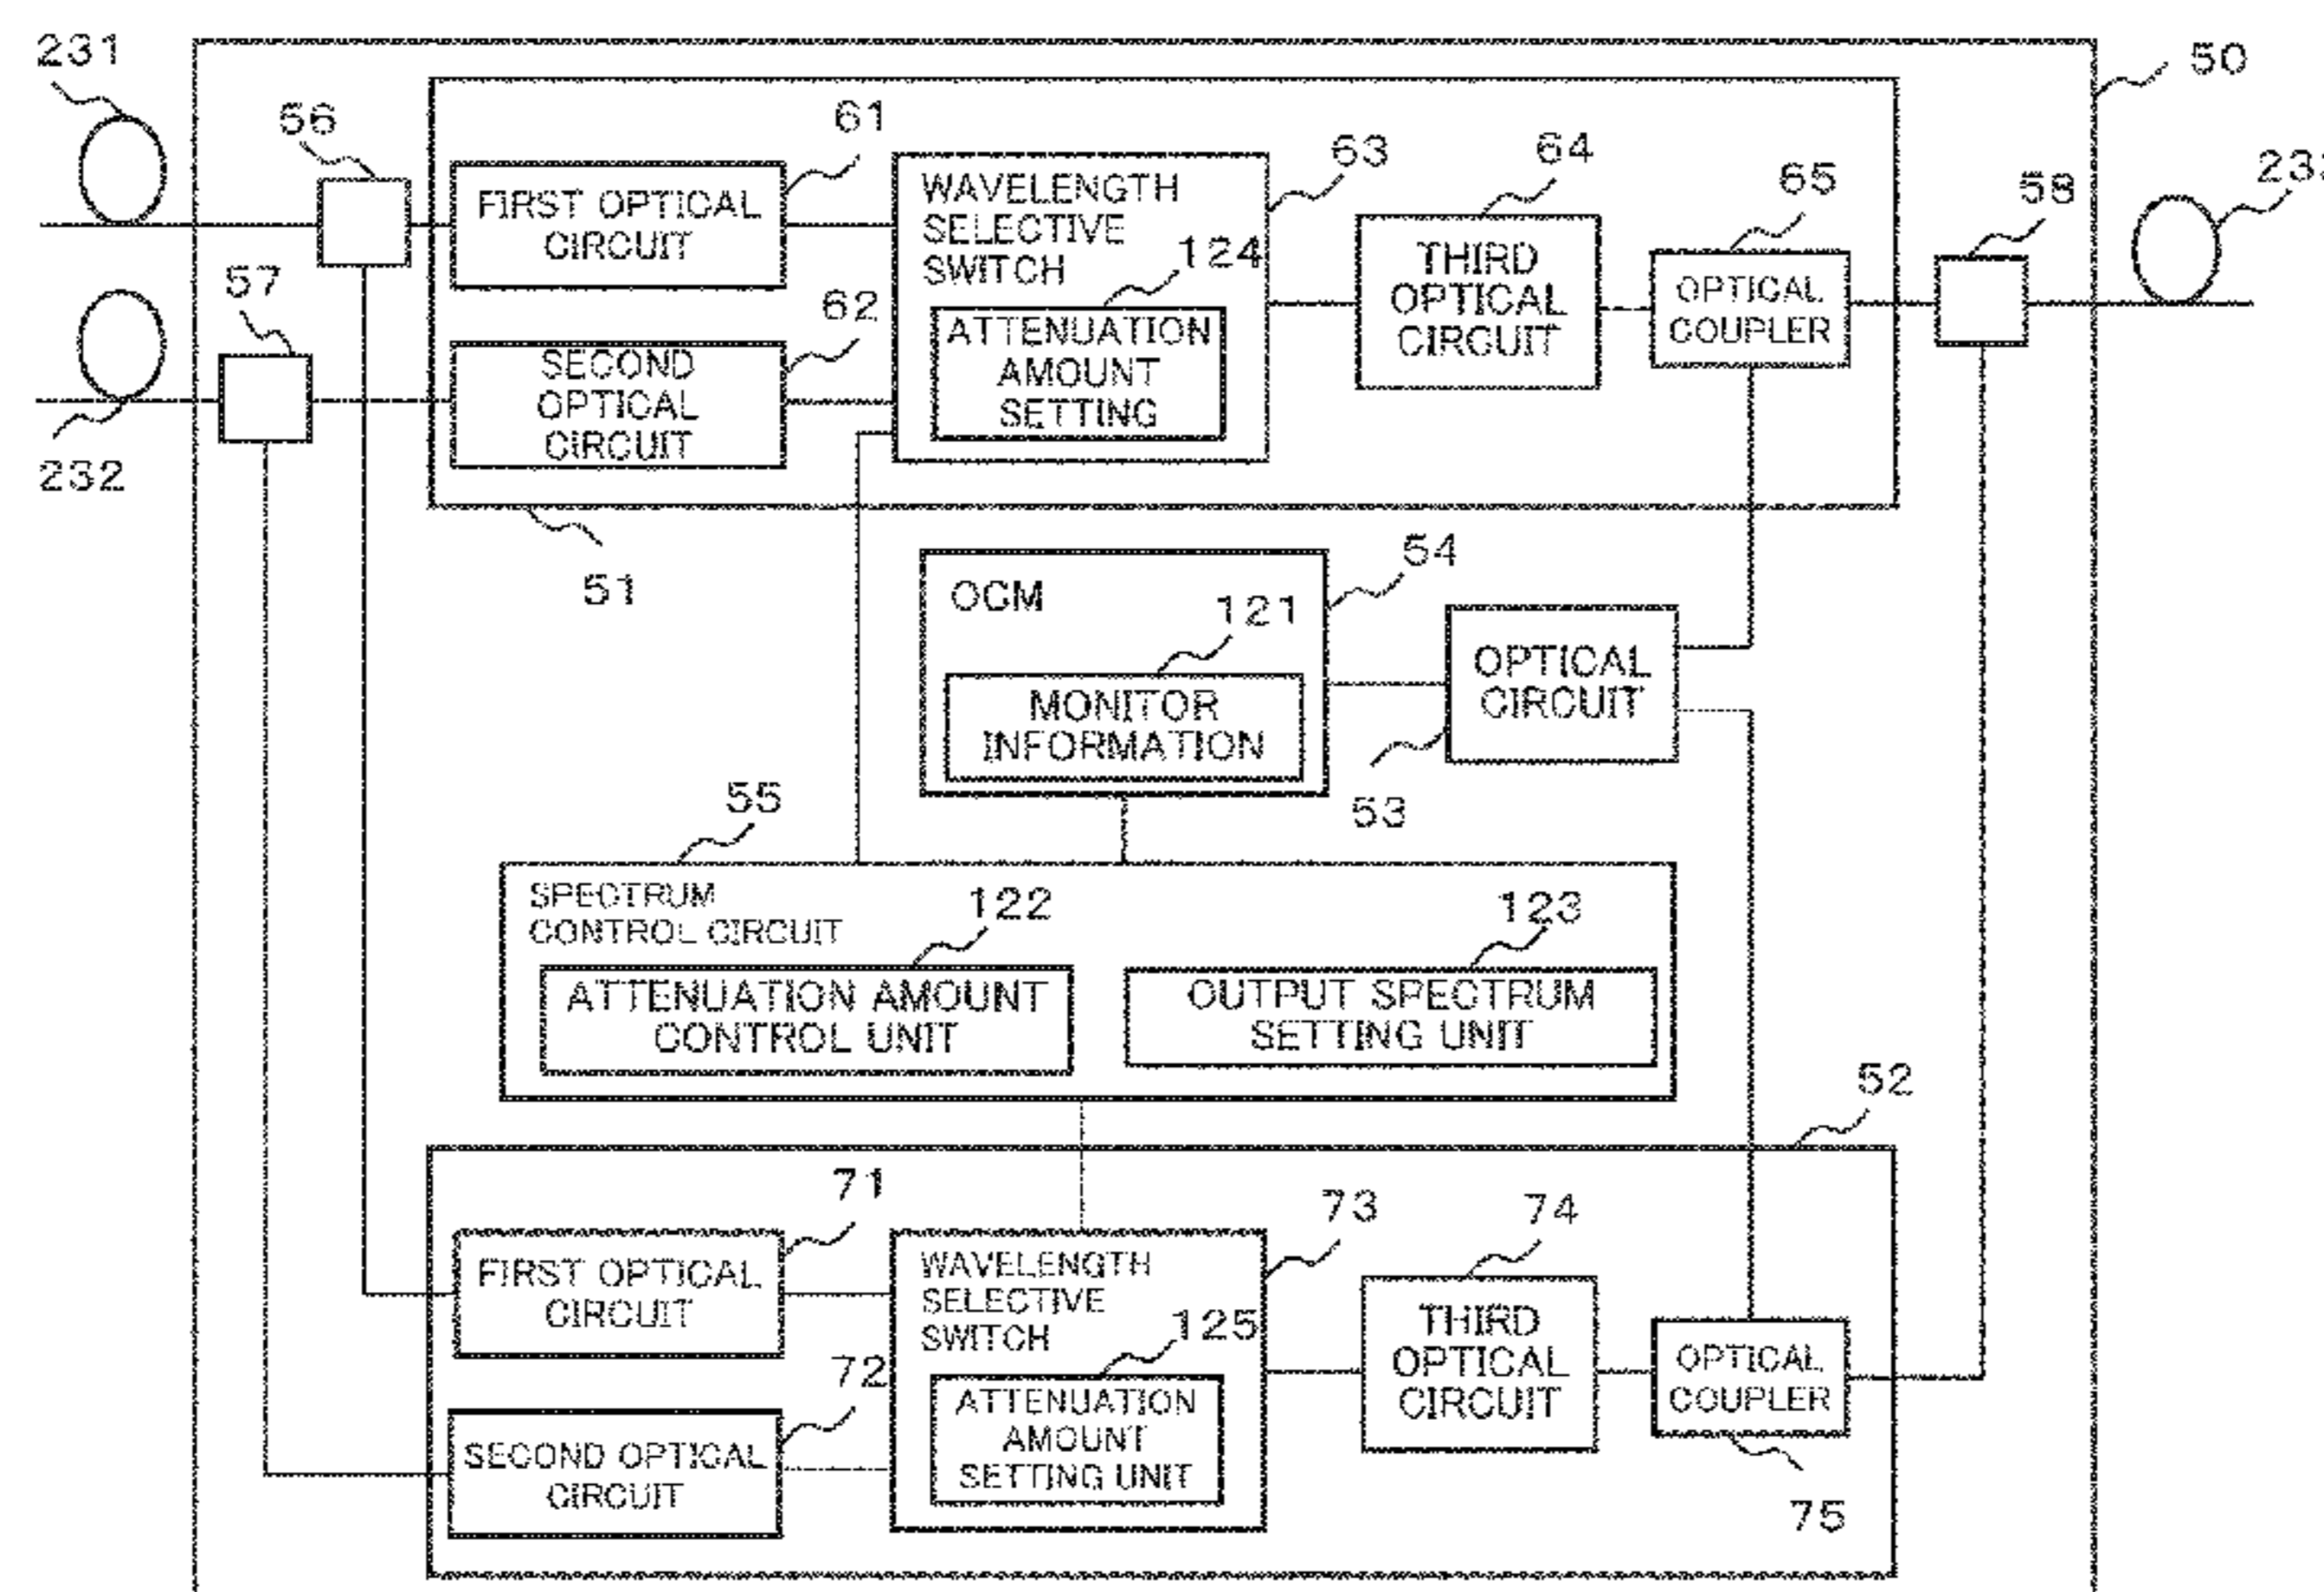 231
56
61
63
64
65
58
50
FIRST OPTICAL
CIRCUIT
WAVELENGTH
SELECTIVE
SWITCH
124
ATTENUATION
AMOUNT
SETTING
THIRD
OPTICAL
CIRCUIT
OPTICAL
COUPLER
57
62
SECOND
OPTICAL
CIRCUIT
232
51
54
OCM
121
MONITOR
INFORMATION
OPTICAL
CIRCUIT
53
55
SPECTRUM
CONTROL CIRCUIT
122
123
ATTENUATION AMOUNT
CONTROL UNIT
OUTPUT SPECTRUM
SETTING UNIT
52
71
73
74
FIRST OPTICAL
CIRCUIT
WAVELENGTH
SELECTIVE
SWITCH
125
ATTENUATION
AMOUNT
SETTING UNIT
THIRD
OPTICAL
CIRCUIT
OPTICAL
COUPLER
72
SECOND OPTICAL
CIRCUIT
75